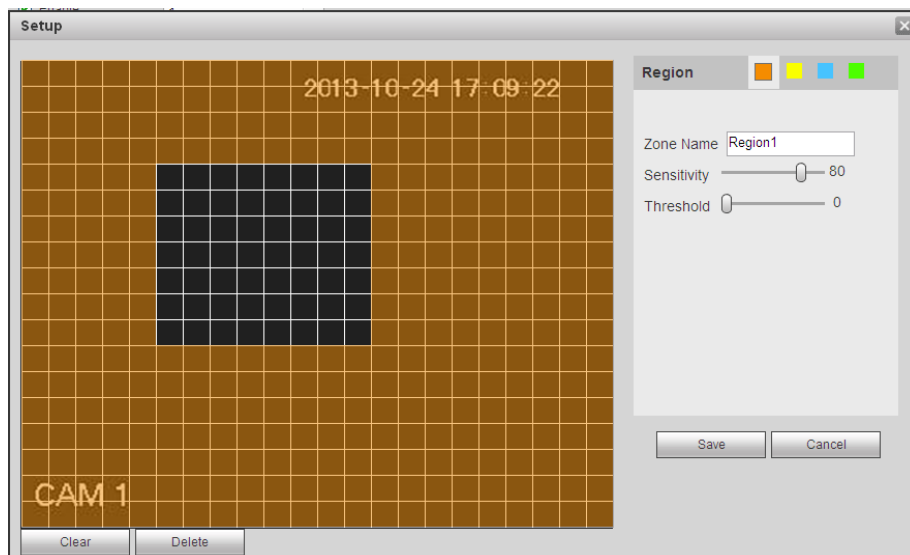 Setup
2013-10-24 17:09:22
CAM 1
Clear
Delete
Region
Zone Name Region1
Sensitivity 80
Threshold 0
Save
Cancel